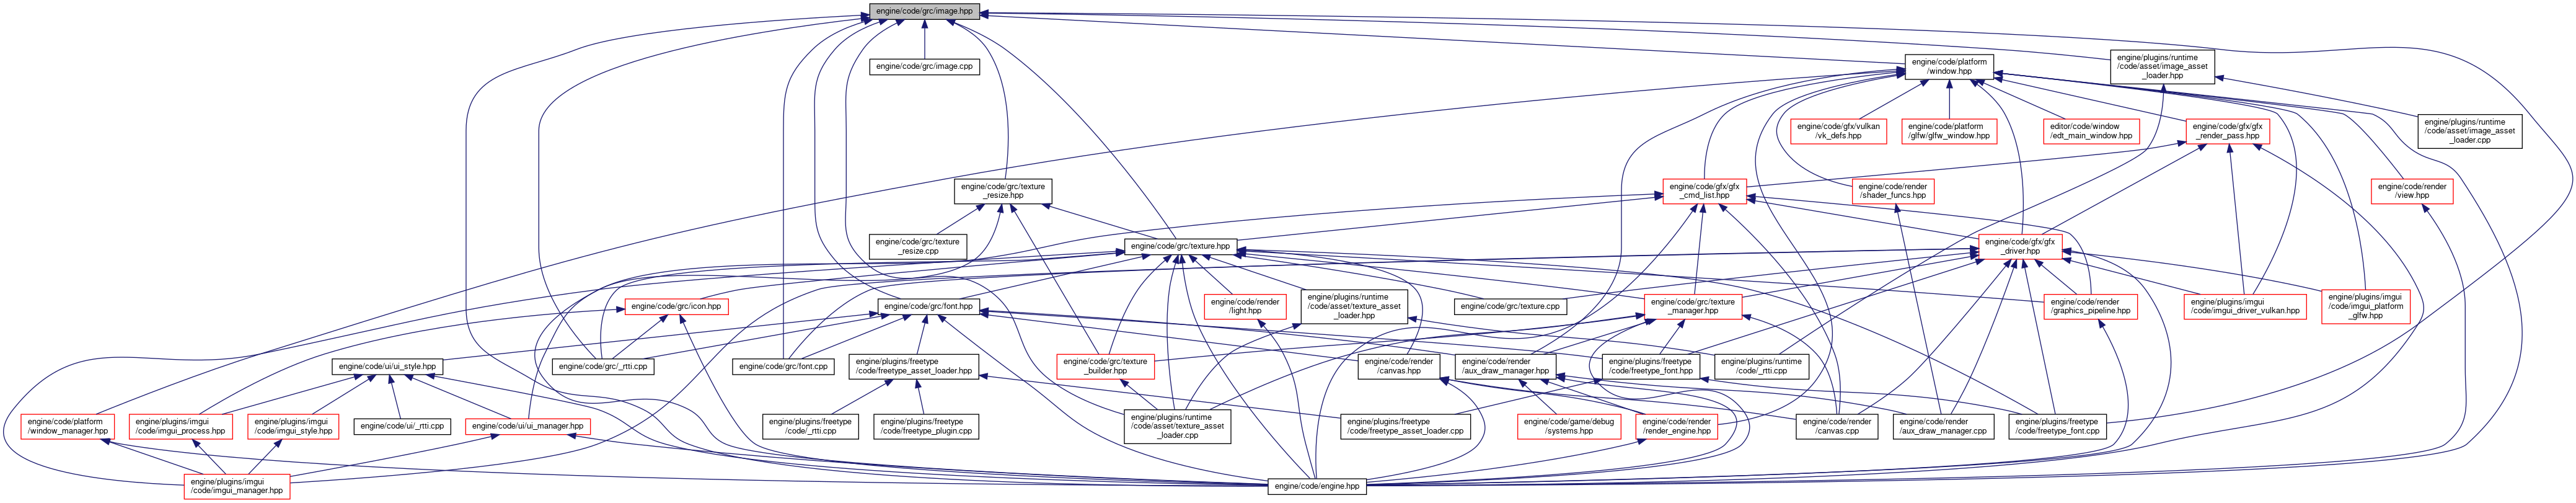 engine/code/grc/image.hpp
engine/code/grc/image.cpp
engine/code/platform
/window.hpp
engine/plugins/runtime
/code/asset/image_asset
_loader.hpp
engine/code/gfx/vulkan
/vk_defs.hpp
engine/code/platform
/glfw/glfw_window.hpp
editor/code/window
/edt_main_window.hpp
engine/code/gfx/gfx
_render_pass.hpp
engine/plugins/runtime
/code/asset/image_asset
_loader.cpp
engine/code/grc/texture
_resize.hpp
engine/code/gfx/gfx
_cmd_list.hpp
engine/code/render
/shader_funcs.hpp
engine/code/render
/view.hpp
engine/code/grc/texture
_resize.cpp
engine/code/grc/texture.hpp
engine/code/gfx/gfx
_driver.hpp
engine/code/grc/icon.hpp
engine/code/grc/font.hpp
engine/code/render
/light.hpp
engine/plugins/runtime
/code/asset/texture_asset
_loader.hpp
engine/code/grc/texture.cpp
engine/code/grc/texture
_manager.hpp
engine/code/render
/graphics_pipeline.hpp
engine/plugins/imgui
/code/imgui_driver_vulkan.hpp
engine/plugins/imgui
/code/imgui_platform
_glfw.hpp
engine/code/ui/ui_style.hpp
engine/code/grc/_rtti.cpp
engine/code/grc/font.cpp
engine/plugins/freetype
/code/freetype_asset_loader.hpp
engine/code/grc/texture
_builder.hpp
engine/code/render
/canvas.hpp
engine/code/render
/aux_draw_manager.hpp
engine/plugins/freetype
/code/freetype_font.hpp
engine/plugins/runtime
/code/_rtti.cpp
engine/code/platform
/window_manager.hpp
engine/plugins/imgui
/code/imgui_process.hpp
engine/plugins/imgui
/code/imgui_style.hpp
engine/code/ui/_rtti.cpp
engine/code/ui/ui_manager.hpp
engine/plugins/freetype
/code/_rtti.cpp
engine/plugins/freetype
/code/freetype_plugin.cpp
engine/plugins/runtime
/code/asset/texture_asset
_loader.cpp
engine/plugins/freetype
/code/freetype_asset_loader.cpp
engine/code/game/debug
/systems.hpp
engine/code/render
/render_engine.hpp
engine/code/render
/canvas.cpp
engine/code/render
/aux_draw_manager.cpp
engine/plugins/freetype
/code/freetype_font.cpp
engine/plugins/imgui
/code/imgui_manager.hpp
engine/code/engine.hpp